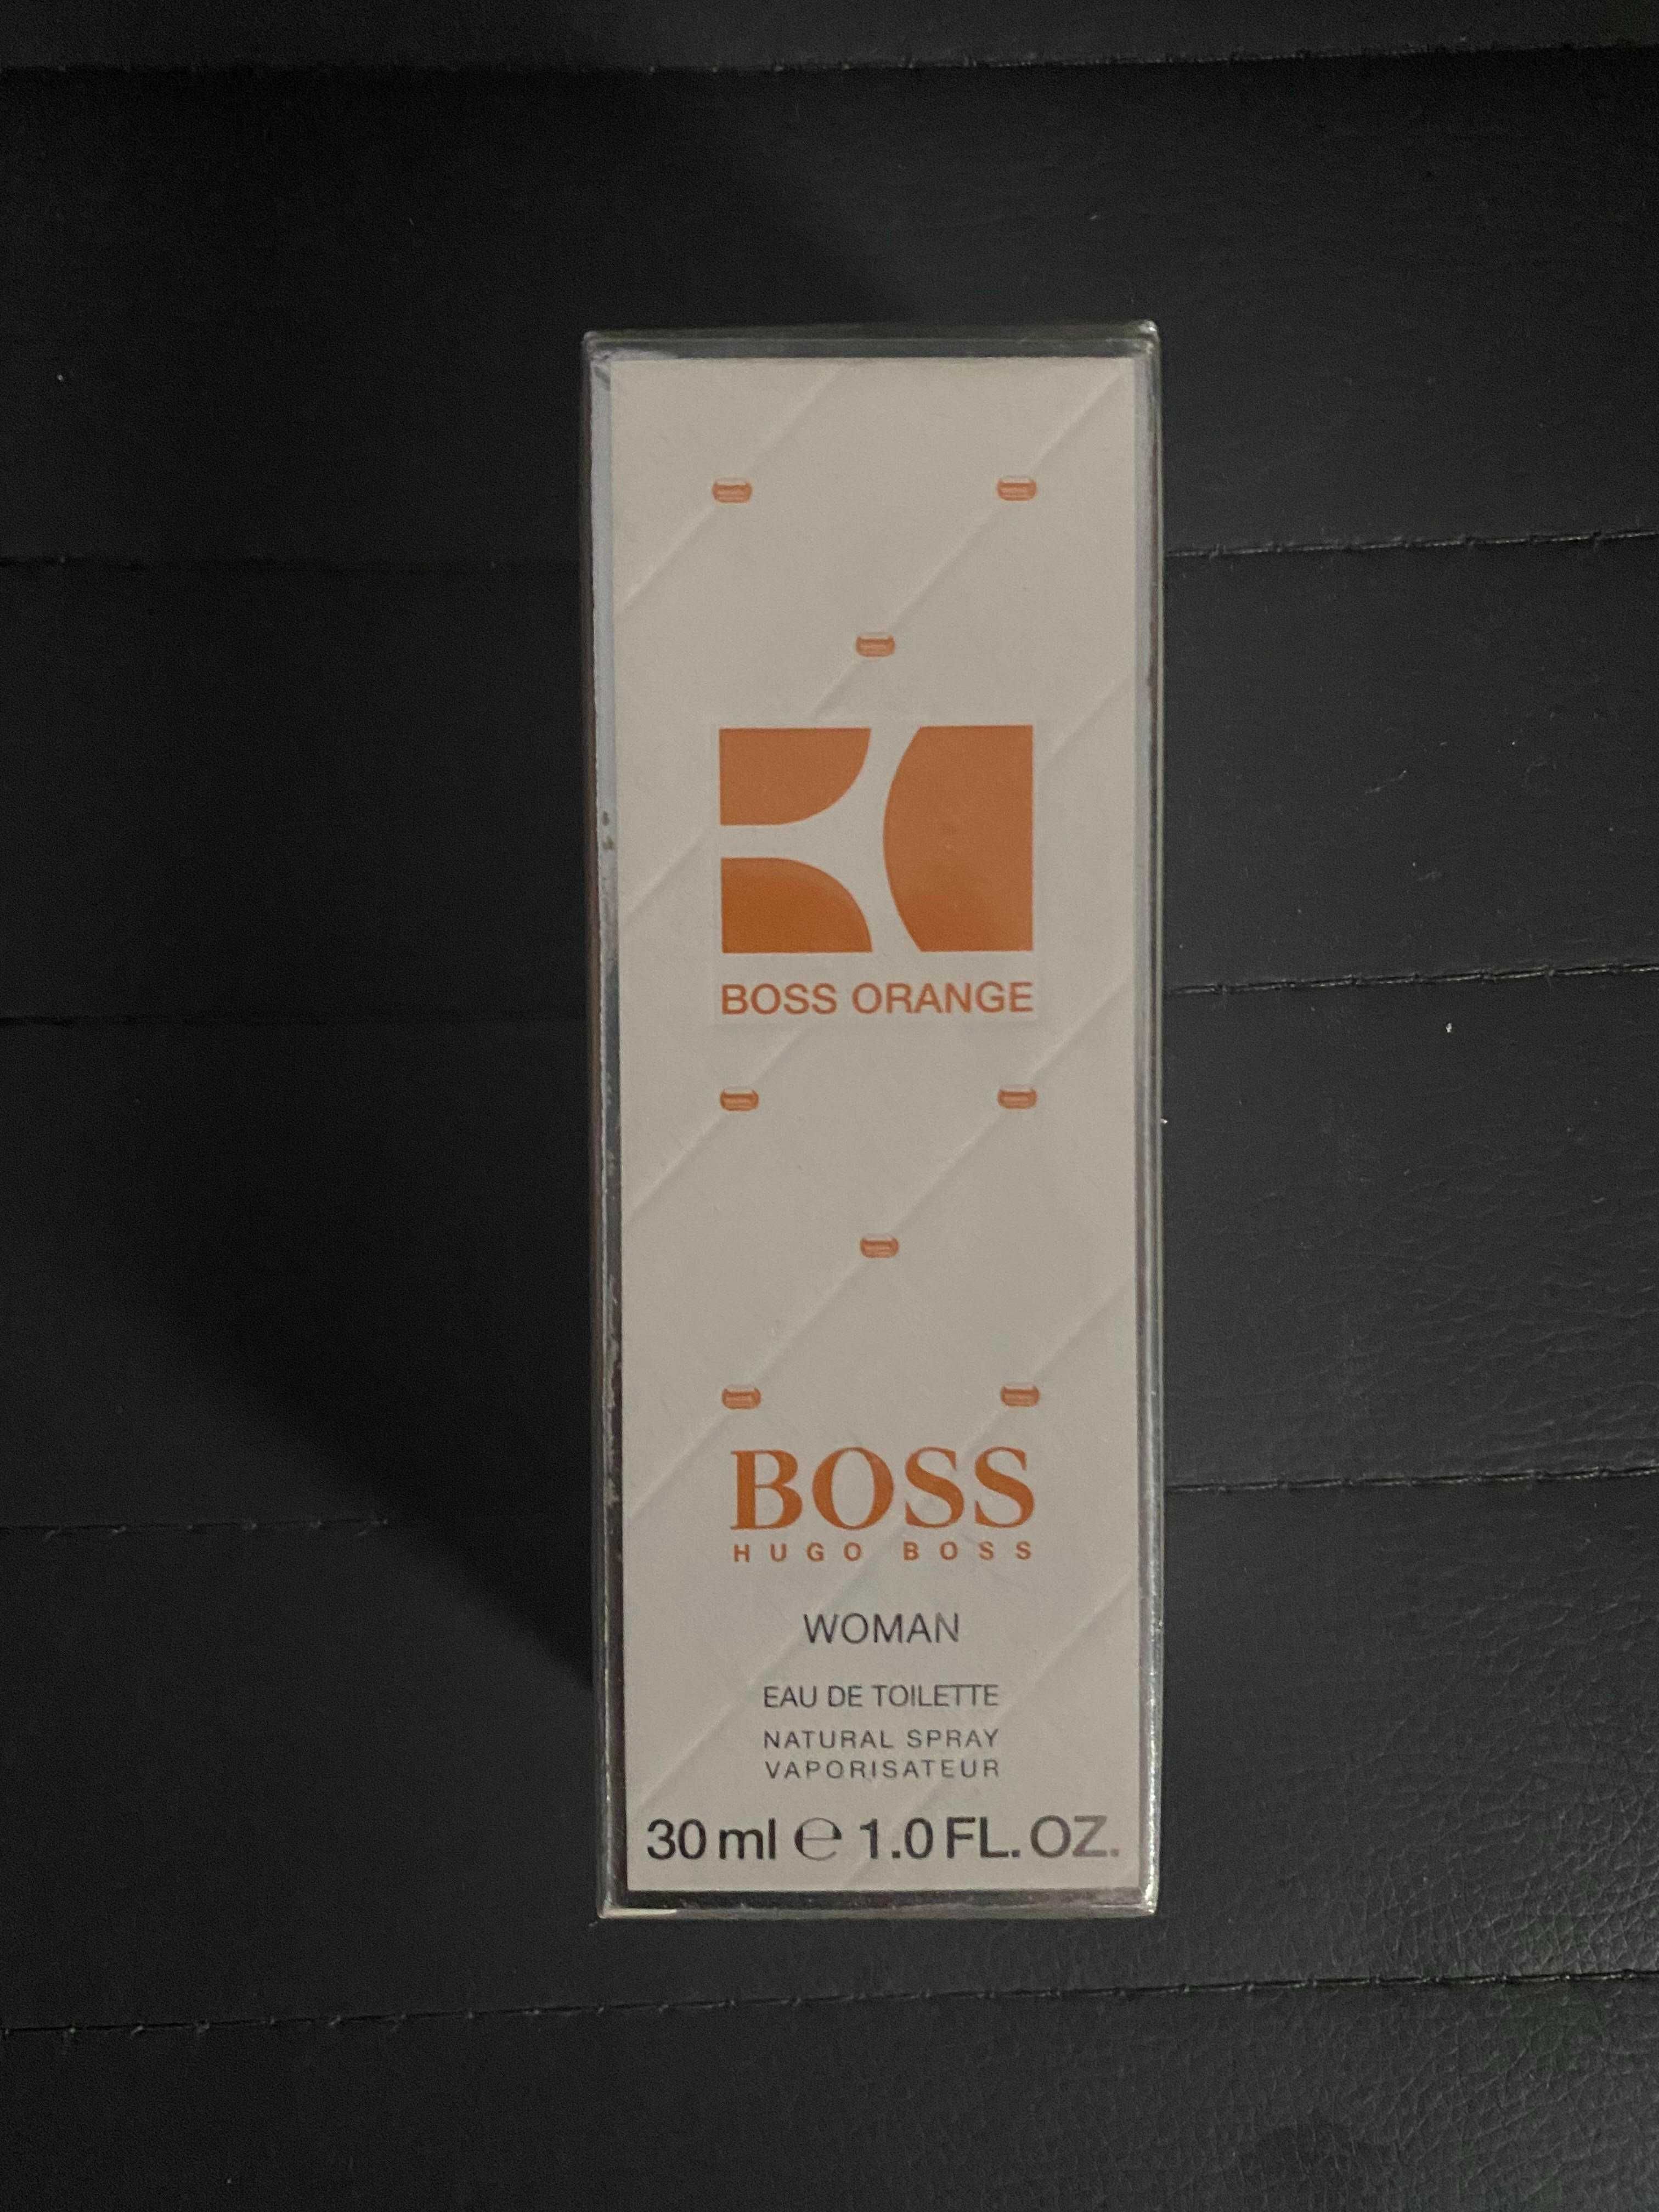 BOSS ORANGE
BOSS
HUGO BOSS
WOMAN
EAU DE TOILETTE
NATURAL SPRAY
VAPORISATEUR
30 ml ℮ 1.0 FL. OZ.